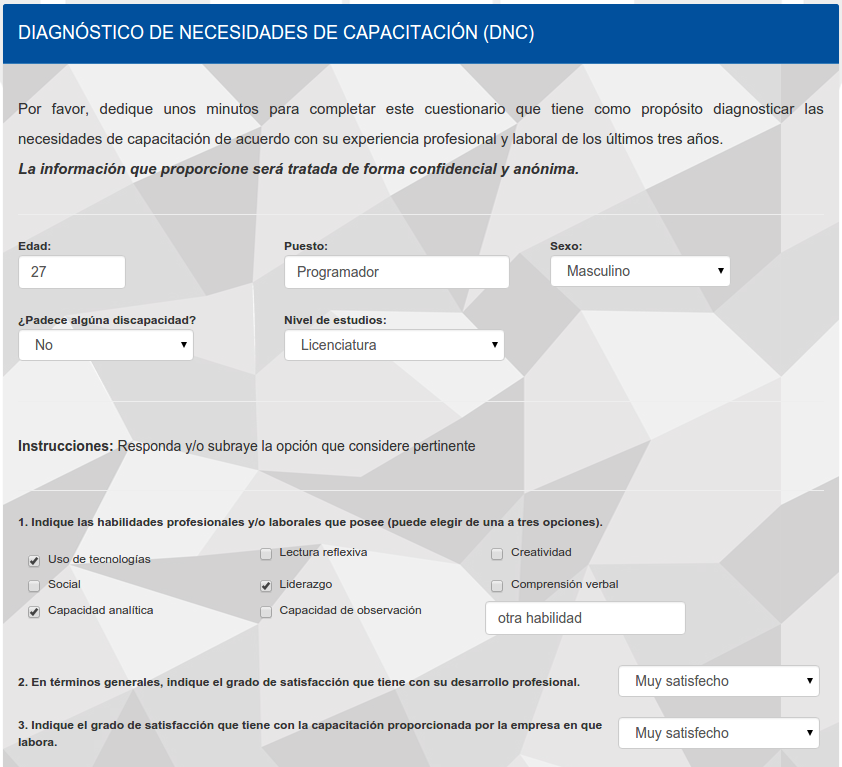 DIAGNÓSTICO DE NECESIDADES DE CAPACITACIÓN (DNC)
Por favor, dedique unos minutos para completar este cuestionario que tiene como propósito diagnosticar las
necesidades de capacitación de acuerdo con su experiencia profesional y laboral de los últimos tres años.
La información que proporcione será tratada de forma confidencial y anónima.
Edad: Puesto: Sexo:
27 Programador Masculino
¿Padece algúna discapacidad? Nivel de estudios:
No Licenciatura
Instrucciones: Responda y/o subraye la opción que considere pertinente
1. Indique las habilidades profesionales y/o laborales que posee (puede elegir de una a tres opciones).
Uso de tecnologías Lectura reflexiva Creatividad
Social Liderazgo Comprensión verbal
Capacidad analítica Capacidad de observación otra habilidad
2. En términos generales, indique el grado de satisfacción que tiene con su desarrollo profesional. Muy satisfecho
3. Indique el grado de satisfacción que tiene con la capacitación proporcionada por la empresa en que
labora. Muy satisfecho